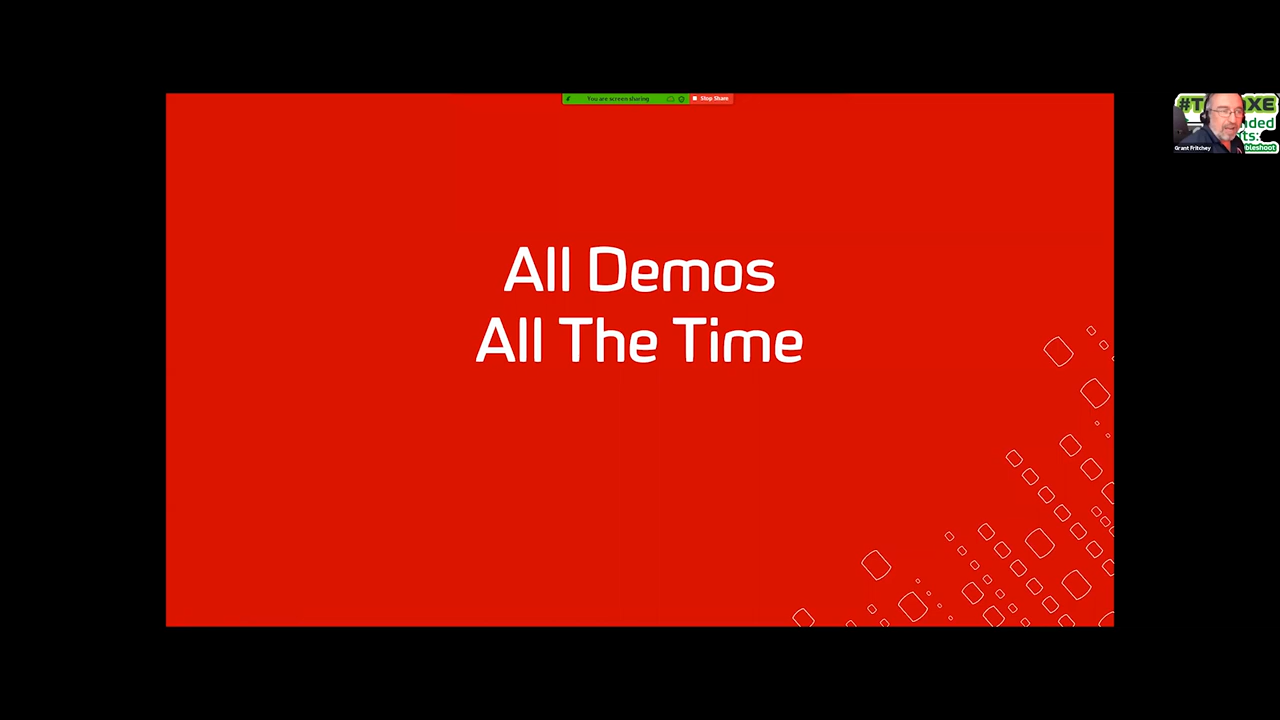 You are screen sharing
Stop Share
All Demos
All The Time
Grant Fritchey